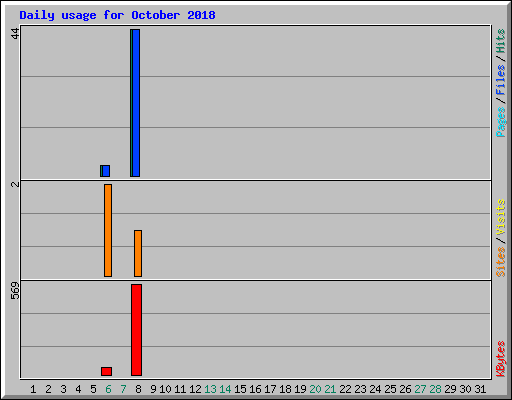 Daily usage for October 2018
44
2
569
Pages/Files/Hits
Sites/Visits
KBytes
1 2 3 4 5 6 7 8 9 10 11 12 13 14 15 16 17 18 19 20 21 22 23 24 25 26 27 28 29 30 31